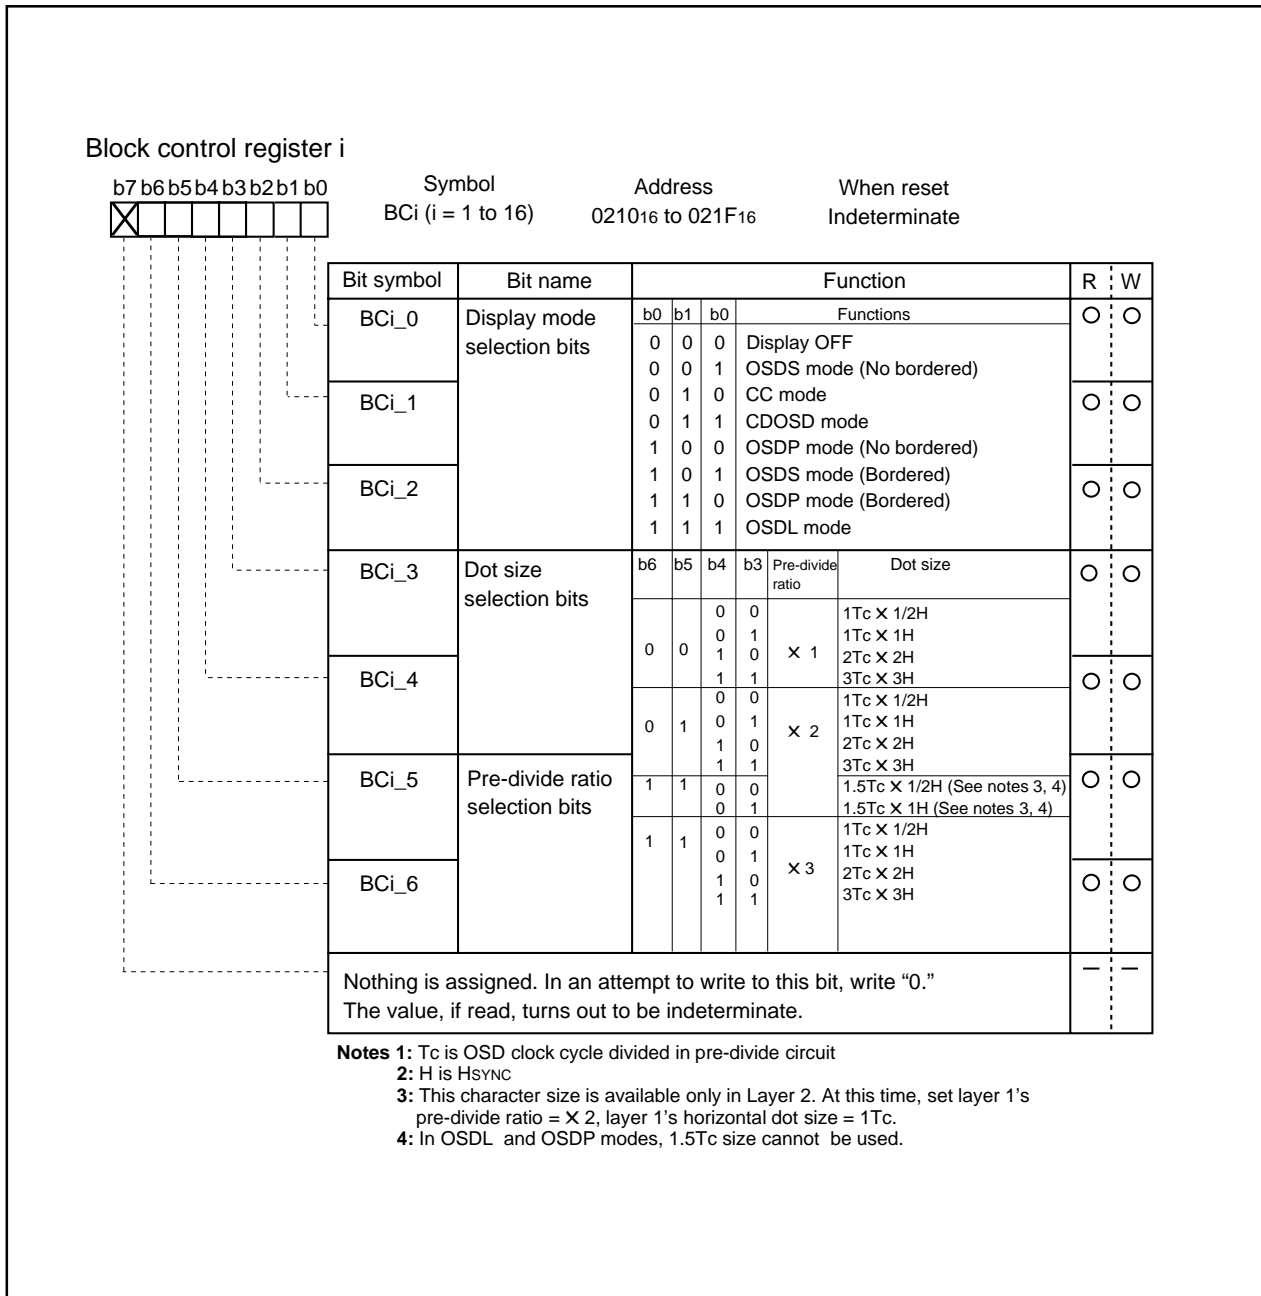 Block control register i
b7 b6 b5 b4 b3 b2 b1 b0
Symbol Address When reset
BCi (i = 1 to 16) 021016 to 021F16 Indeterminate
Bit symbol Bit name Function R W
BCi_0 Display mode selection bits
b0 b1 b0 Functions
0 0 0 Display OFF
0 0 1 OSDS mode (No bordered)
0 1 0 CC mode
BCi_1
0 1 1 CDOSD mode
1 0 0 OSDP mode (No bordered)
1 0 1 OSDS mode (Bordered)
BCi_2
1 1 0 OSDP mode (Bordered)
1 1 1 OSDL mode
BCi_3 Dot size selection bits
b6 b5 b4 b3 Pre-divide ratio Dot size
0 0 × 1
0 0 1Tc × 1/2H
0 1 1Tc × 1H
1 0 2Tc × 2H
1 1 3Tc × 3H
BCi_4
0 1 × 2
0 0 1Tc × 1/2H
0 1 1Tc × 1H
1 0 2Tc × 2H
1 1 3Tc × 3H
BCi_5 Pre-divide ratio selection bits
1 1 0 0 1.5Tc × 1/2H (See notes 3, 4)
0 1 1.5Tc × 1H (See notes 3, 4)
1 1 × 3
0 0 1Tc × 1/2H
0 1 1Tc × 1H
BCi_6
1 0 2Tc × 2H
1 1 3Tc × 3H
Nothing is assigned. In an attempt to write to this bit, write “0.” – –
The value, if read, turns out to be indeterminate.
Notes 1: Tc is OSD clock cycle divided in pre-divide circuit
2: H is HSYNC
3: This character size is available only in Layer 2. At this time, set layer 1’s
pre-divide ratio = × 2, layer 1’s horizontal dot size = 1Tc.
4: In OSDL and OSDP modes, 1.5Tc size cannot be used.